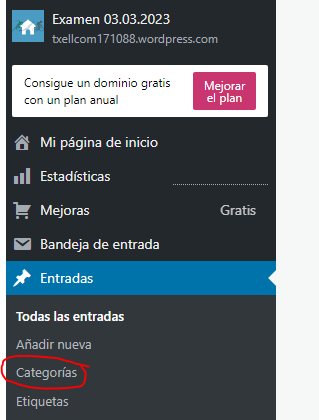 Examen 03.03.2023
txellcom171088.wordpress.com
Consigue un dominio gratis
con un plan anual
Mejorar
el plan
Mi página de inicio
Estadísticas
Mejoras Gratis
Bandeja de entrada
Entradas
Todas las entradas
Añadir nueva
Categorías
Etiquetas